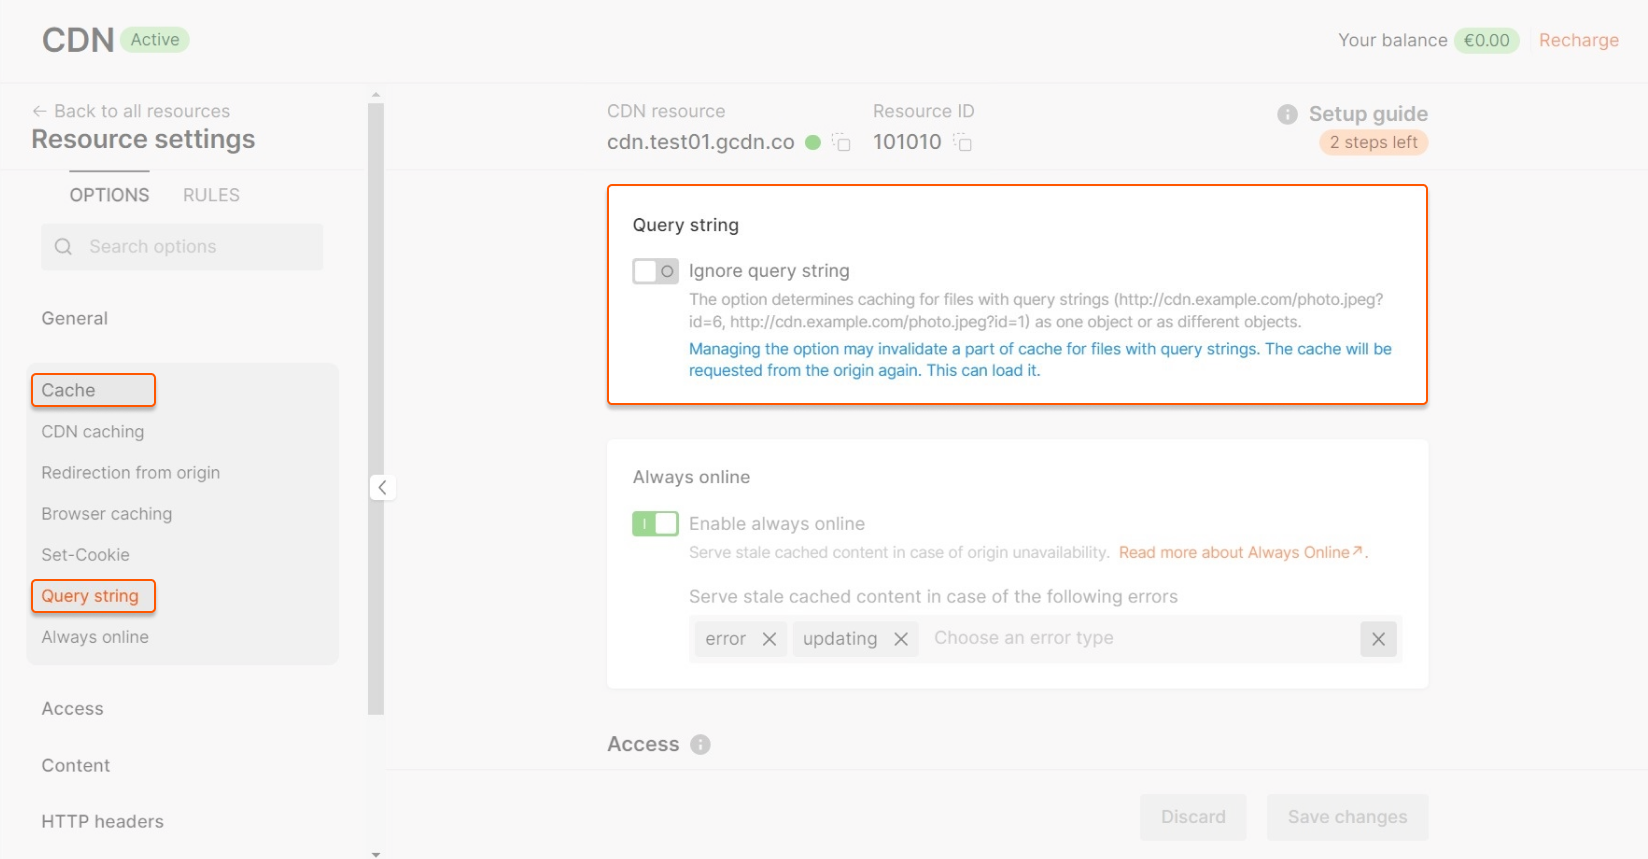 CDN Active
Your balance €0.00 Recharge
← Back to all resources
Resource settings
OPTIONS RULES
Search options
General
Cache
CDN caching
Redirection from origin
Browser caching
Set-Cookie
Query string
Always online
Access
Content
HTTP headers
CDN resource
cdn.test01.gcdn.co
Resource ID
101010
Setup guide
2 steps left
Query string
Ignore query string
The option determines caching for files with query strings (http://cdn.example.com/photo.jpeg?
id=6, http://cdn.example.com/photo.jpeg?id=1) as one object or as different objects.
Managing the option may invalidate a part of cache for files with query strings. The cache will be
requested from the origin again. This can load it.
Always online
Enable always online
Serve stale cached content in case of origin unavailability. Read more about Always Online↗.
Serve stale cached content in case of the following errors
error updating Choose an error type
Access
Discard Save changes